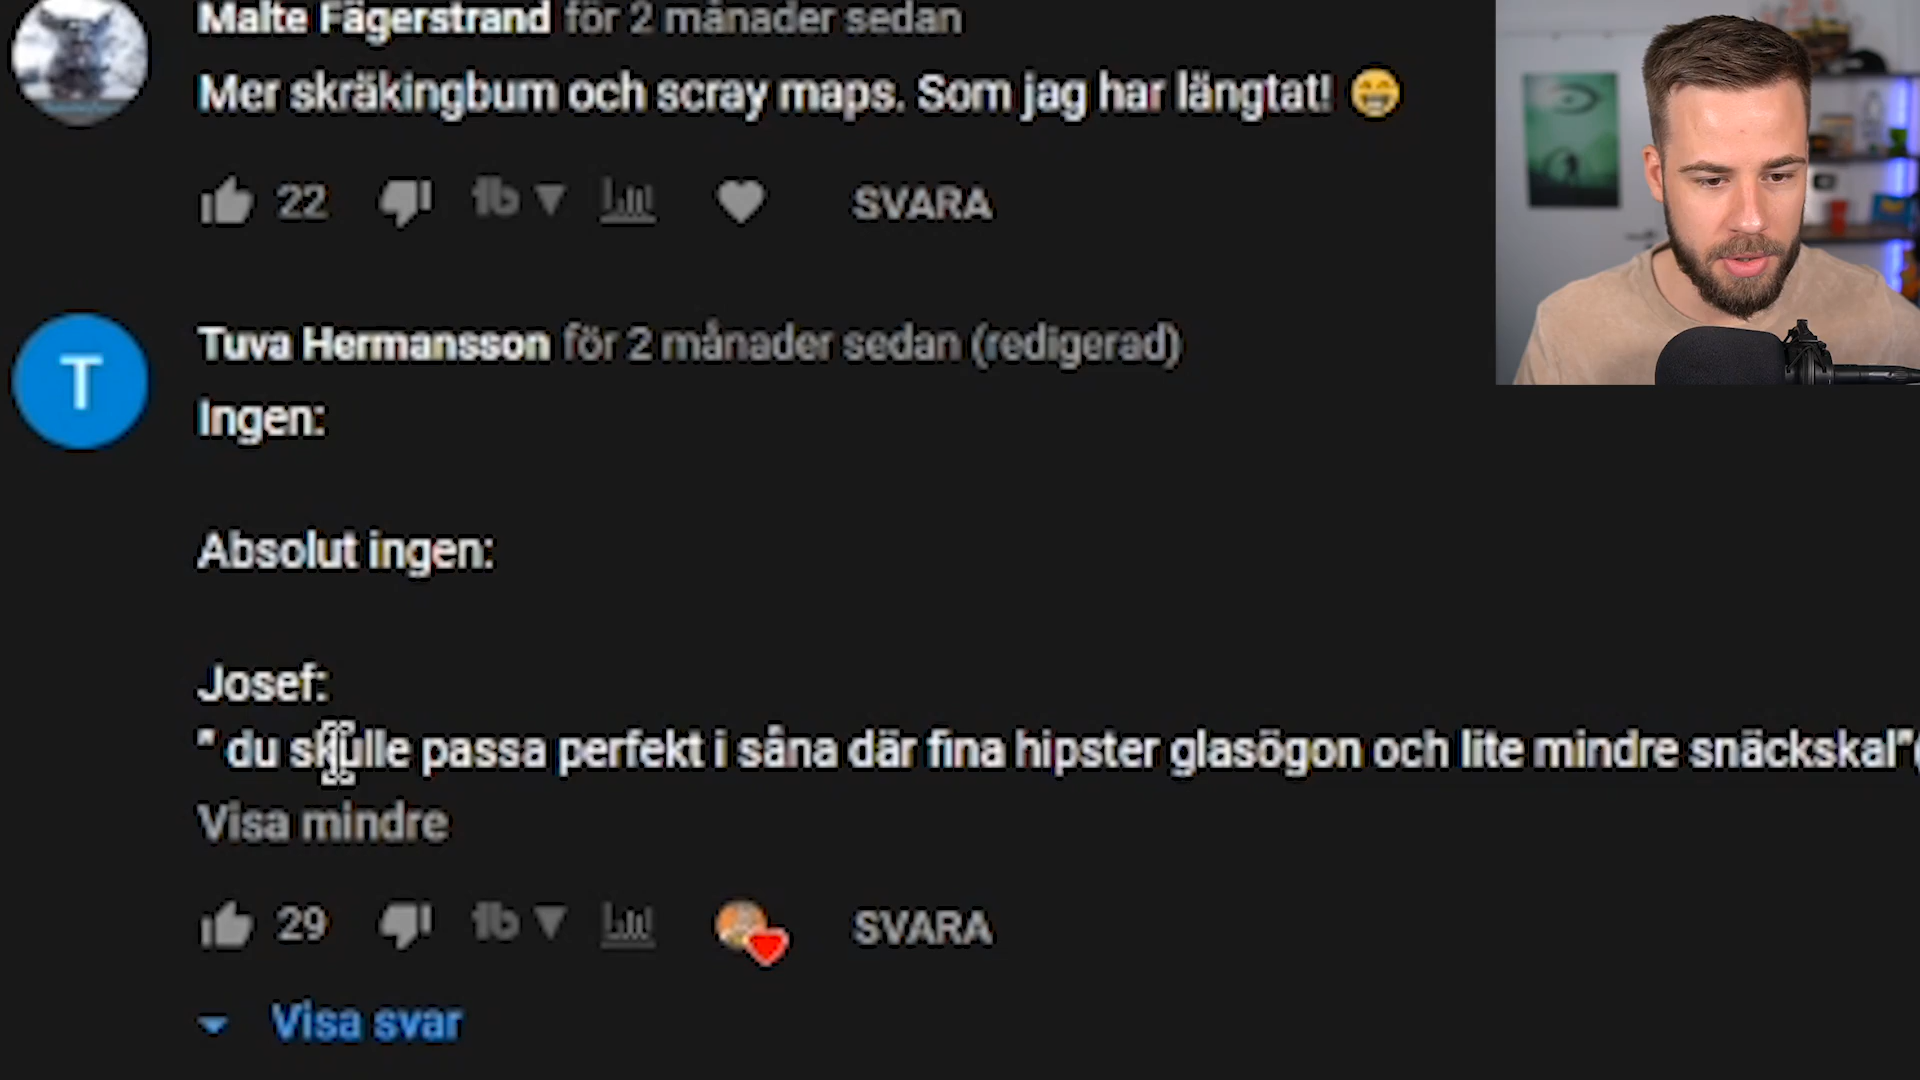 Malte Fägerstrand för 2 månader sedan
Mer skräkingbum och scray maps. Som jag har längtat! 😁
22 SVARA
T
Tuva Hermansson för 2 månader sedan (redigerad)
Ingen:
Absolut ingen:
Josef:
" du skulle passa perfekt i såna där fina hipster glasögon och lite mindre snäckskal"(
Visa mindre
29 SVARA
Visa svar